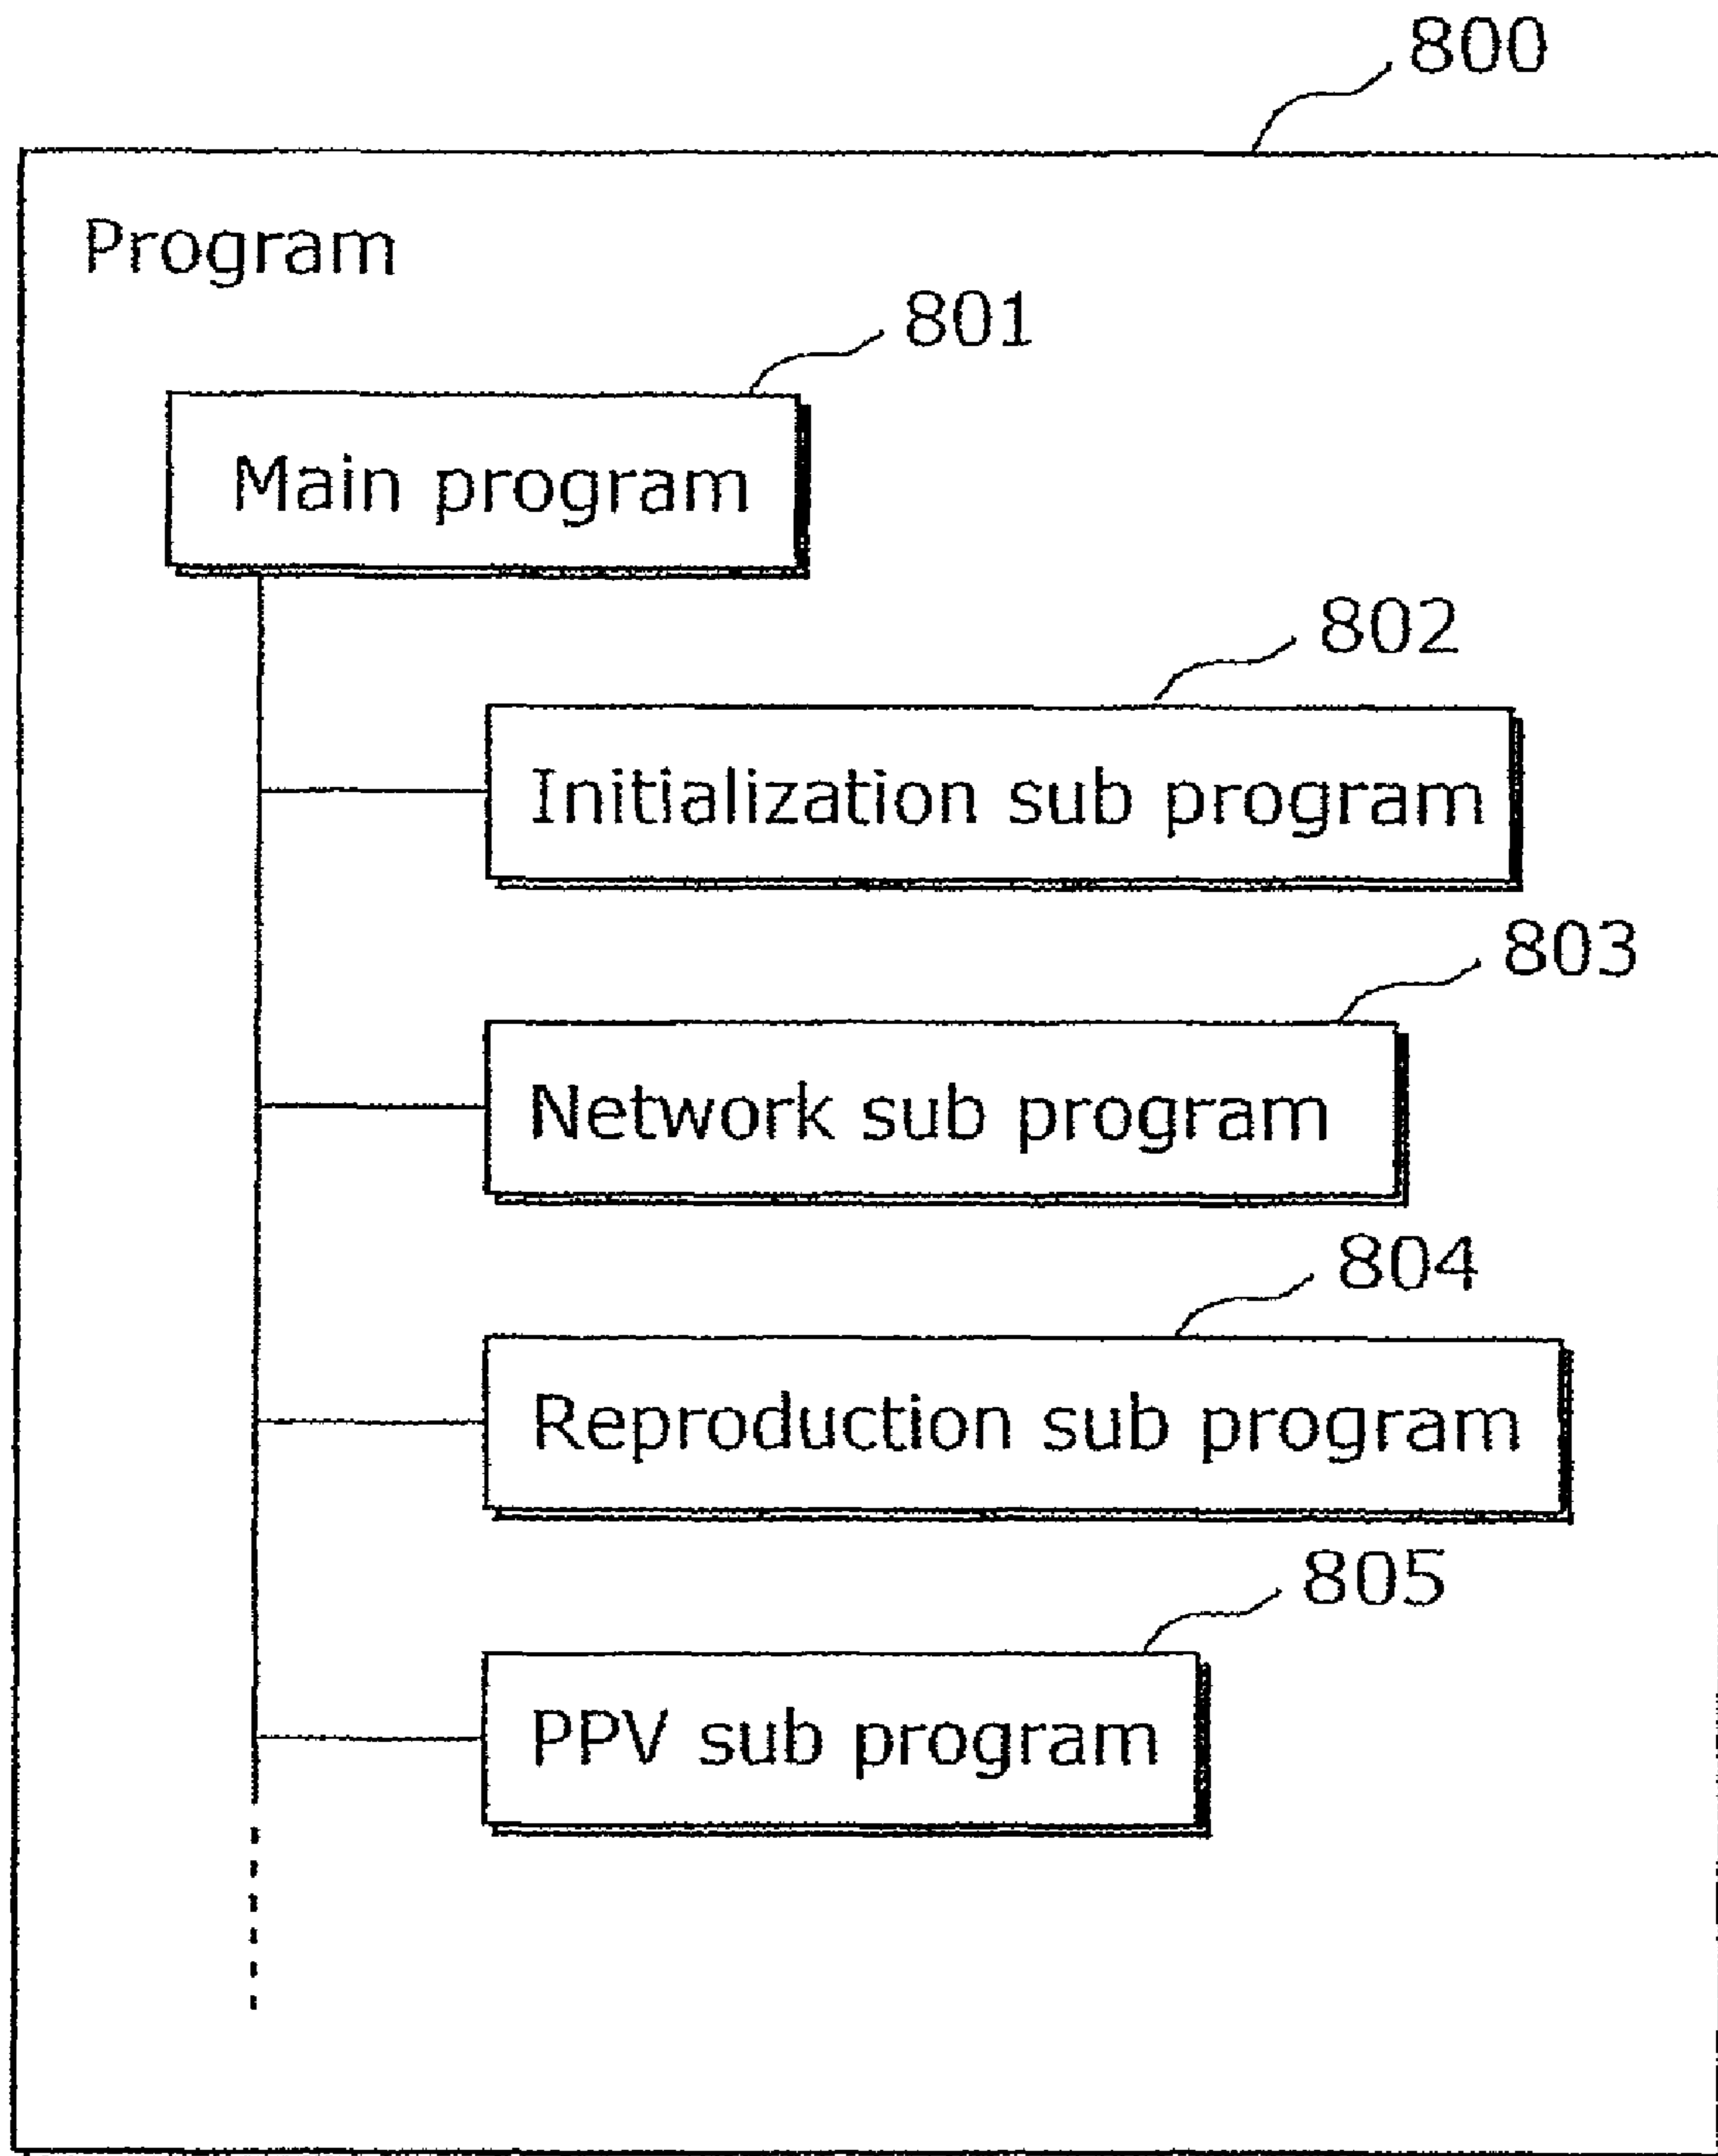 800
Program
801
Main program
802
Initialization sub program
803
Network sub program
804
Reproduction sub program
805
PPV sub program